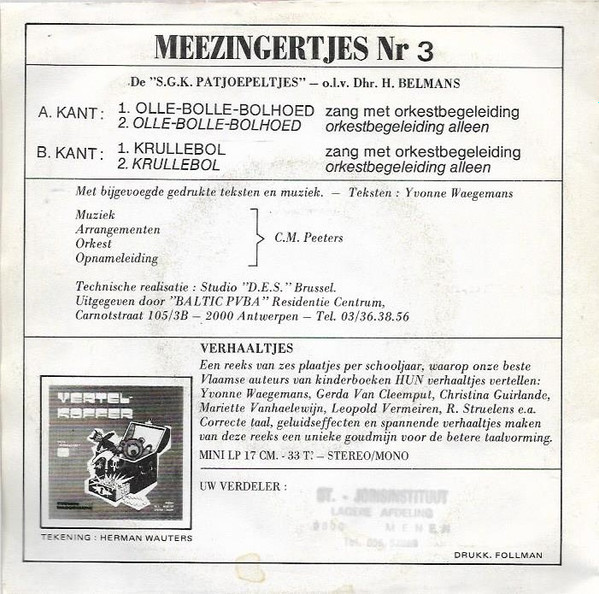 MEEZINGERTJES Nr 3
De "S.G.K. PATJOEPELTJES" – o.l.v. Dhr. H. BELMANS
A. KANT : 1. OLLE-BOLLE-BOLHOED zang met orkestbegeleiding
2. OLLE-BOLLE-BOLHOED orkestbegeleiding alleen
B. KANT : 1. KRULLEBOL zang met orkestbegeleiding
2. KRULLEBOL orkestbegeleiding alleen
Met bijgevoegde gedrukte teksten en muziek. – Teksten : Yvonne Waegemans
Muziek
Arrangementen
Orkest
Opnameleiding
C.M. Peeters
Technische realisatie : Studio "D.E.S." Brussel.
Uitgegeven door "BALTIC PVBA" Residentie Centrum,
Carnotstraat 105/3B – 2000 Antwerpen – Tel. 03/36.38.56
VERHAALTJES
Een reeks van zes plaatjes per schooljaar, waarop onze beste
Vlaamse auteurs van kinderboeken HUN verhaaltjes vertellen:
Yvonne Waegemans, Gerda Van Cleemput, Christina Guirlande,
Mariette Vanhaelewijn, Leopold Vermeiren, R. Struelens e.a.
Correcte taal, geluidseffecten en spannende verhaaltjes maken
van deze reeks een unieke goudmijn voor de betere taalvorming.
MINI LP 17 CM. - 33 T. – STEREO/MONO
VERTEL-
KOFFER
UW VERDELER :
ST. - JORISINSTITUUT
LAGERE AFDELING
MENEN
TEKENING : HERMAN WAUTERS
DRUKK. FOLLMAN